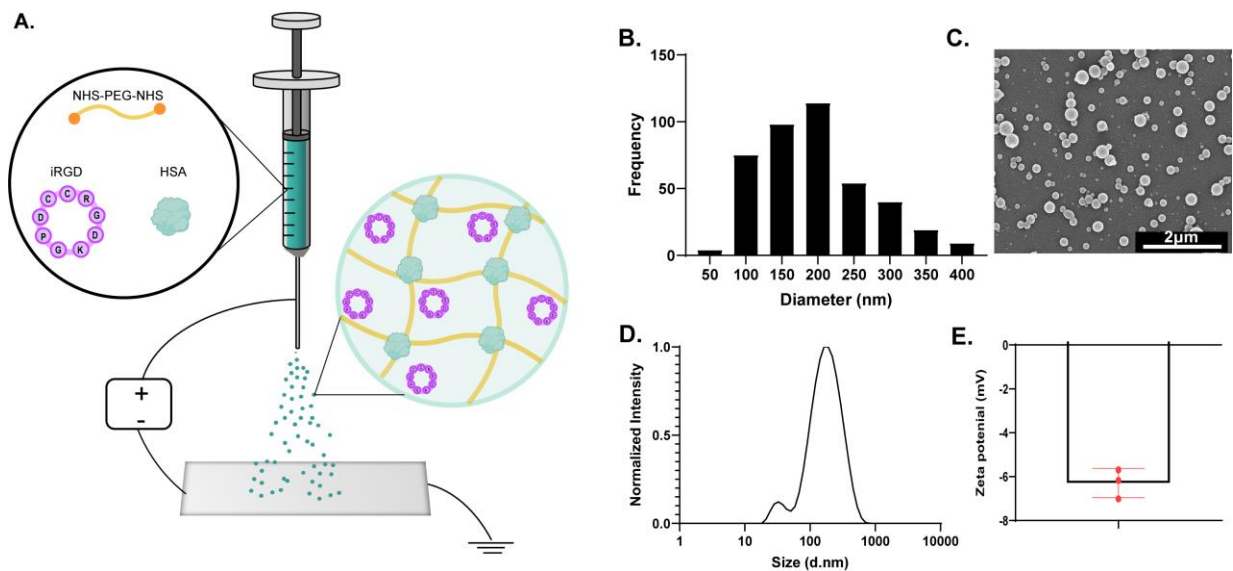 A.
NHS-PEG-NHS
iRGD
HSA
C C R G D K G P D
+
-
B.
150
100
50
0
Frequency
50 100 150 200 250 300 350 400
Diameter (nm)
C.
2µm
D.
1.0
0.5
0.0
Normalized Intensity
1 10 100 1000 10000
Size (d.nm)
E.
0
-2
-4
-6
-8
Zeta potenial (mV)